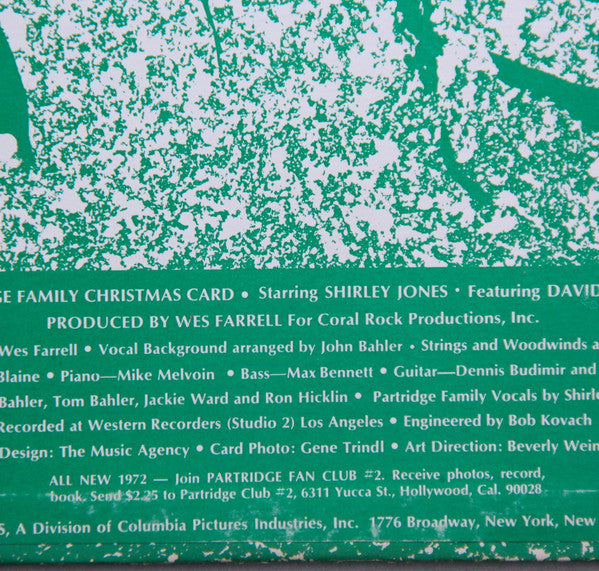 GE FAMILY CHRISTMAS CARD • Starring SHIRLEY JONES • Featuring DAVID
PRODUCED BY WES FARRELL For Coral Rock Productions, Inc.
Wes Farrell • Vocal Background arranged by John Bahler • Strings and Woodwinds a
Blaine • Piano—Mike Melvoin • Bass—Max Bennett • Guitar—Dennis Budimir and
Bahler, Tom Bahler, Jackie Ward and Ron Hicklin • Partridge Family Vocals by Shirle
Recorded at Western Recorders (Studio 2) Los Angeles • Engineered by Bob Kovach
Design: The Music Agency • Card Photo: Gene Trindl • Art Direction: Beverly Wein
ALL NEW 1972 — Join PARTRIDGE FAN CLUB #2. Receive photos, record,
book. Send $2.25 to Partridge Club #2, 6311 Yucca St., Hollywood, Cal. 90028
S, A Division of Columbia Pictures Industries, Inc. 1776 Broadway, New York, New